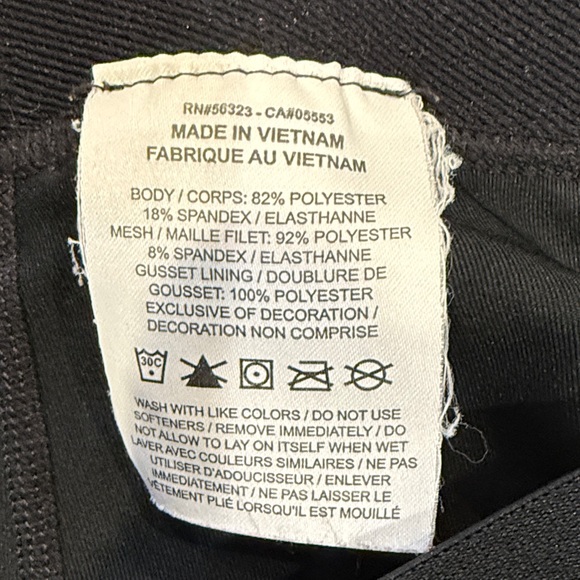 RN#56323 - CA#05553
MADE IN VIETNAM
FABRIQUE AU VIETNAM
BODY / CORPS: 82% POLYESTER
18% SPANDEX / ELASTHANNE
MESH / MAILLE FILET: 92% POLYESTER
8% SPANDEX / ELASTHANNE
GUSSET LINING / DOUBLURE DE
GOUSSET: 100% POLYESTER
EXCLUSIVE OF DECORATION /
DECORATION NON COMPRISE
30C
WASH WITH LIKE COLORS / DO NOT USE
SOFTENERS / REMOVE IMMEDIATELY / DO
NOT ALLOW TO LAY ON ITSELF WHEN WET
LAVER AVEC COULEURS SIMILAIRES / NE PAS
UTILISER D'ADOUCISSEUR / ENLEVER
IMMEDIATEMENT / NE PAS LAISSER LE
VÊTEMENT PLIÉ LORSQU'IL EST MOUILLÉ